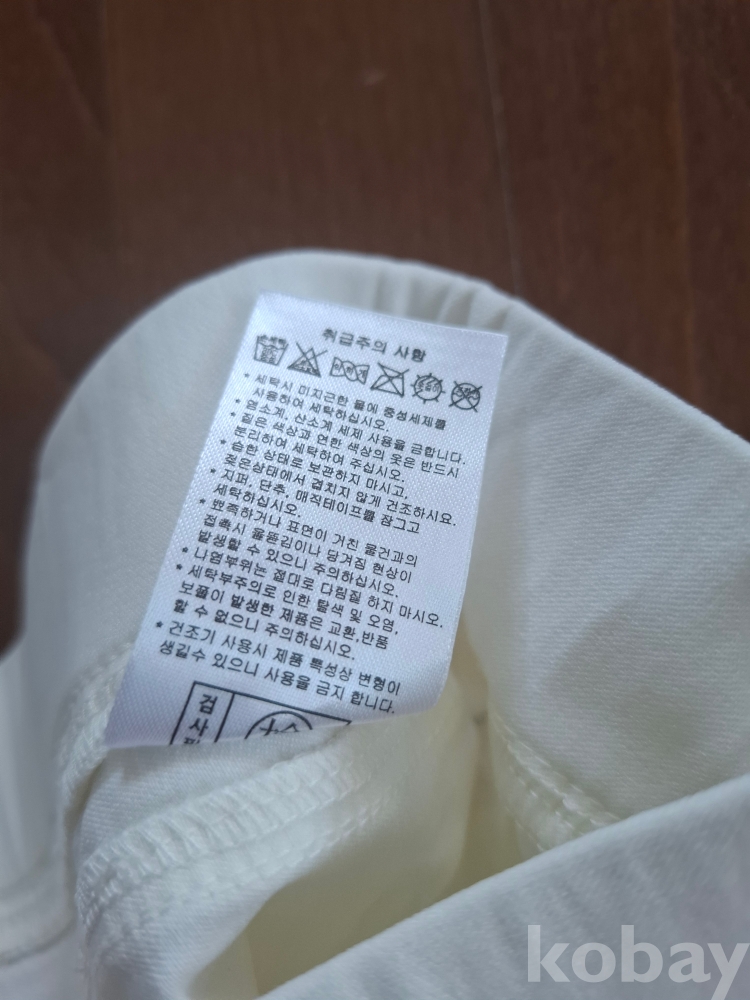 취급주의 사항
* 세탁시 미지근한 물에 중성세제를
사용하여 세탁하십시오.
* 염소계, 산소계 세제 사용을 금합니다.
* 짙은 색상과 연한 색상의 옷은 반드시
분리하여 세탁하여 주십시오.
* 습한 상태로 보관하지 마시고,
젖은상태에서 겹치지 않게 건조하시요.
* 지퍼, 단추, 매직테이프를 잠그고
세탁하십시오.
* 뾰족하거나 표면이 거친 물건과의
접촉시 올뜯김이나 당겨짐 현상이
발생할 수 있으니 주의하십시오.
* 나염부위는 절대로 다림질 하지 마시오.
* 세탁부주의로 인한 탈색 및 오염,
보풀이 발생한 제품은 교환,반품
할 수 없으니 주의하십시오.
* 건조기 사용시 제품 특성상 변형이
생길수 있으니 사용을 금지 합니다.
검사
kobay